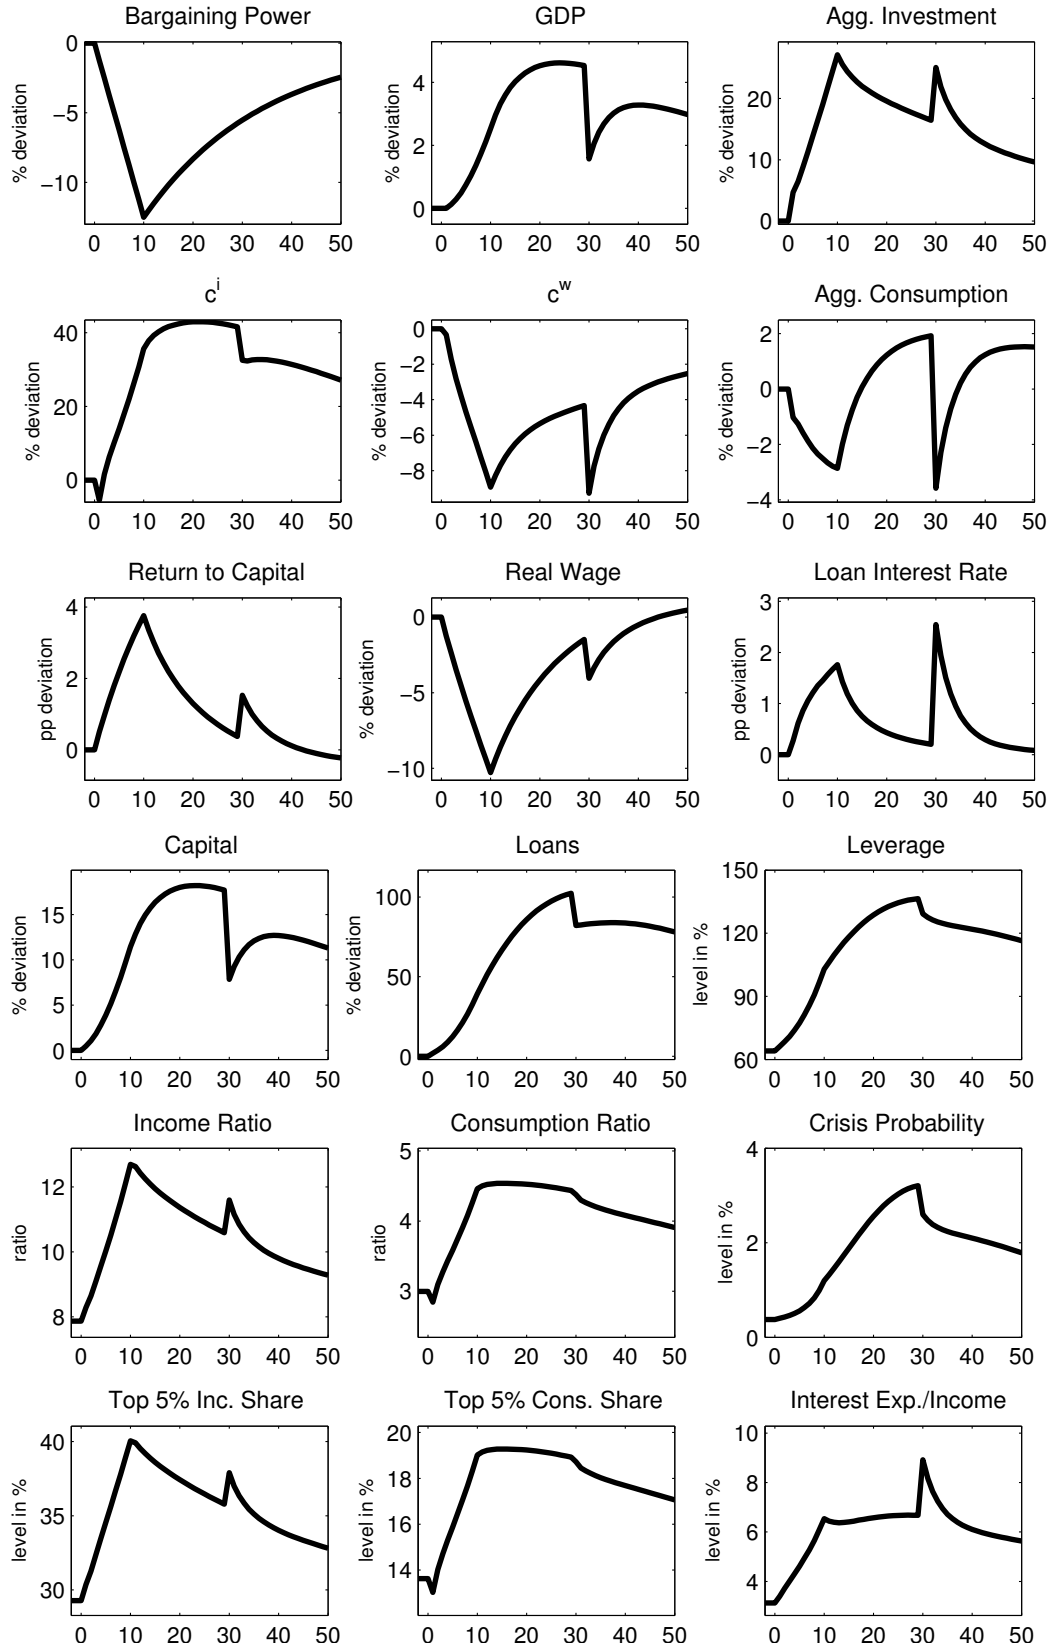 Bargaining Power
% deviation
0
−5
−10
0 10 20 30 40 50
GDP
% deviation
4
2
0
0 10 20 30 40 50
Agg. Investment
% deviation
20
10
0
0 10 20 30 40 50
c^i
% deviation
40
20
0
0 10 20 30 40 50
c^w
% deviation
0
−2
−4
−6
−8
0 10 20 30 40 50
Agg. Consumption
% deviation
2
0
−2
−4
0 10 20 30 40 50
Return to Capital
pp deviation
4
2
0
0 10 20 30 40 50
Real Wage
% deviation
0
−5
−10
0 10 20 30 40 50
Loan Interest Rate
pp deviation
3
2
1
0
0 10 20 30 40 50
Capital
% deviation
15
10
5
0
0 10 20 30 40 50
Loans
% deviation
100
50
0
0 10 20 30 40 50
Leverage
level in %
150
120
90
60
0 10 20 30 40 50
Income Ratio
ratio
12
10
8
0 10 20 30 40 50
Consumption Ratio
ratio
5
4
3
0 10 20 30 40 50
Crisis Probability
level in %
4
2
0
0 10 20 30 40 50
Top 5% Inc. Share
level in %
40
35
30
0 10 20 30 40 50
Top 5% Cons. Share
level in %
20
18
16
14
0 10 20 30 40 50
Interest Exp./Income
level in %
10
8
6
4
0 10 20 30 40 50